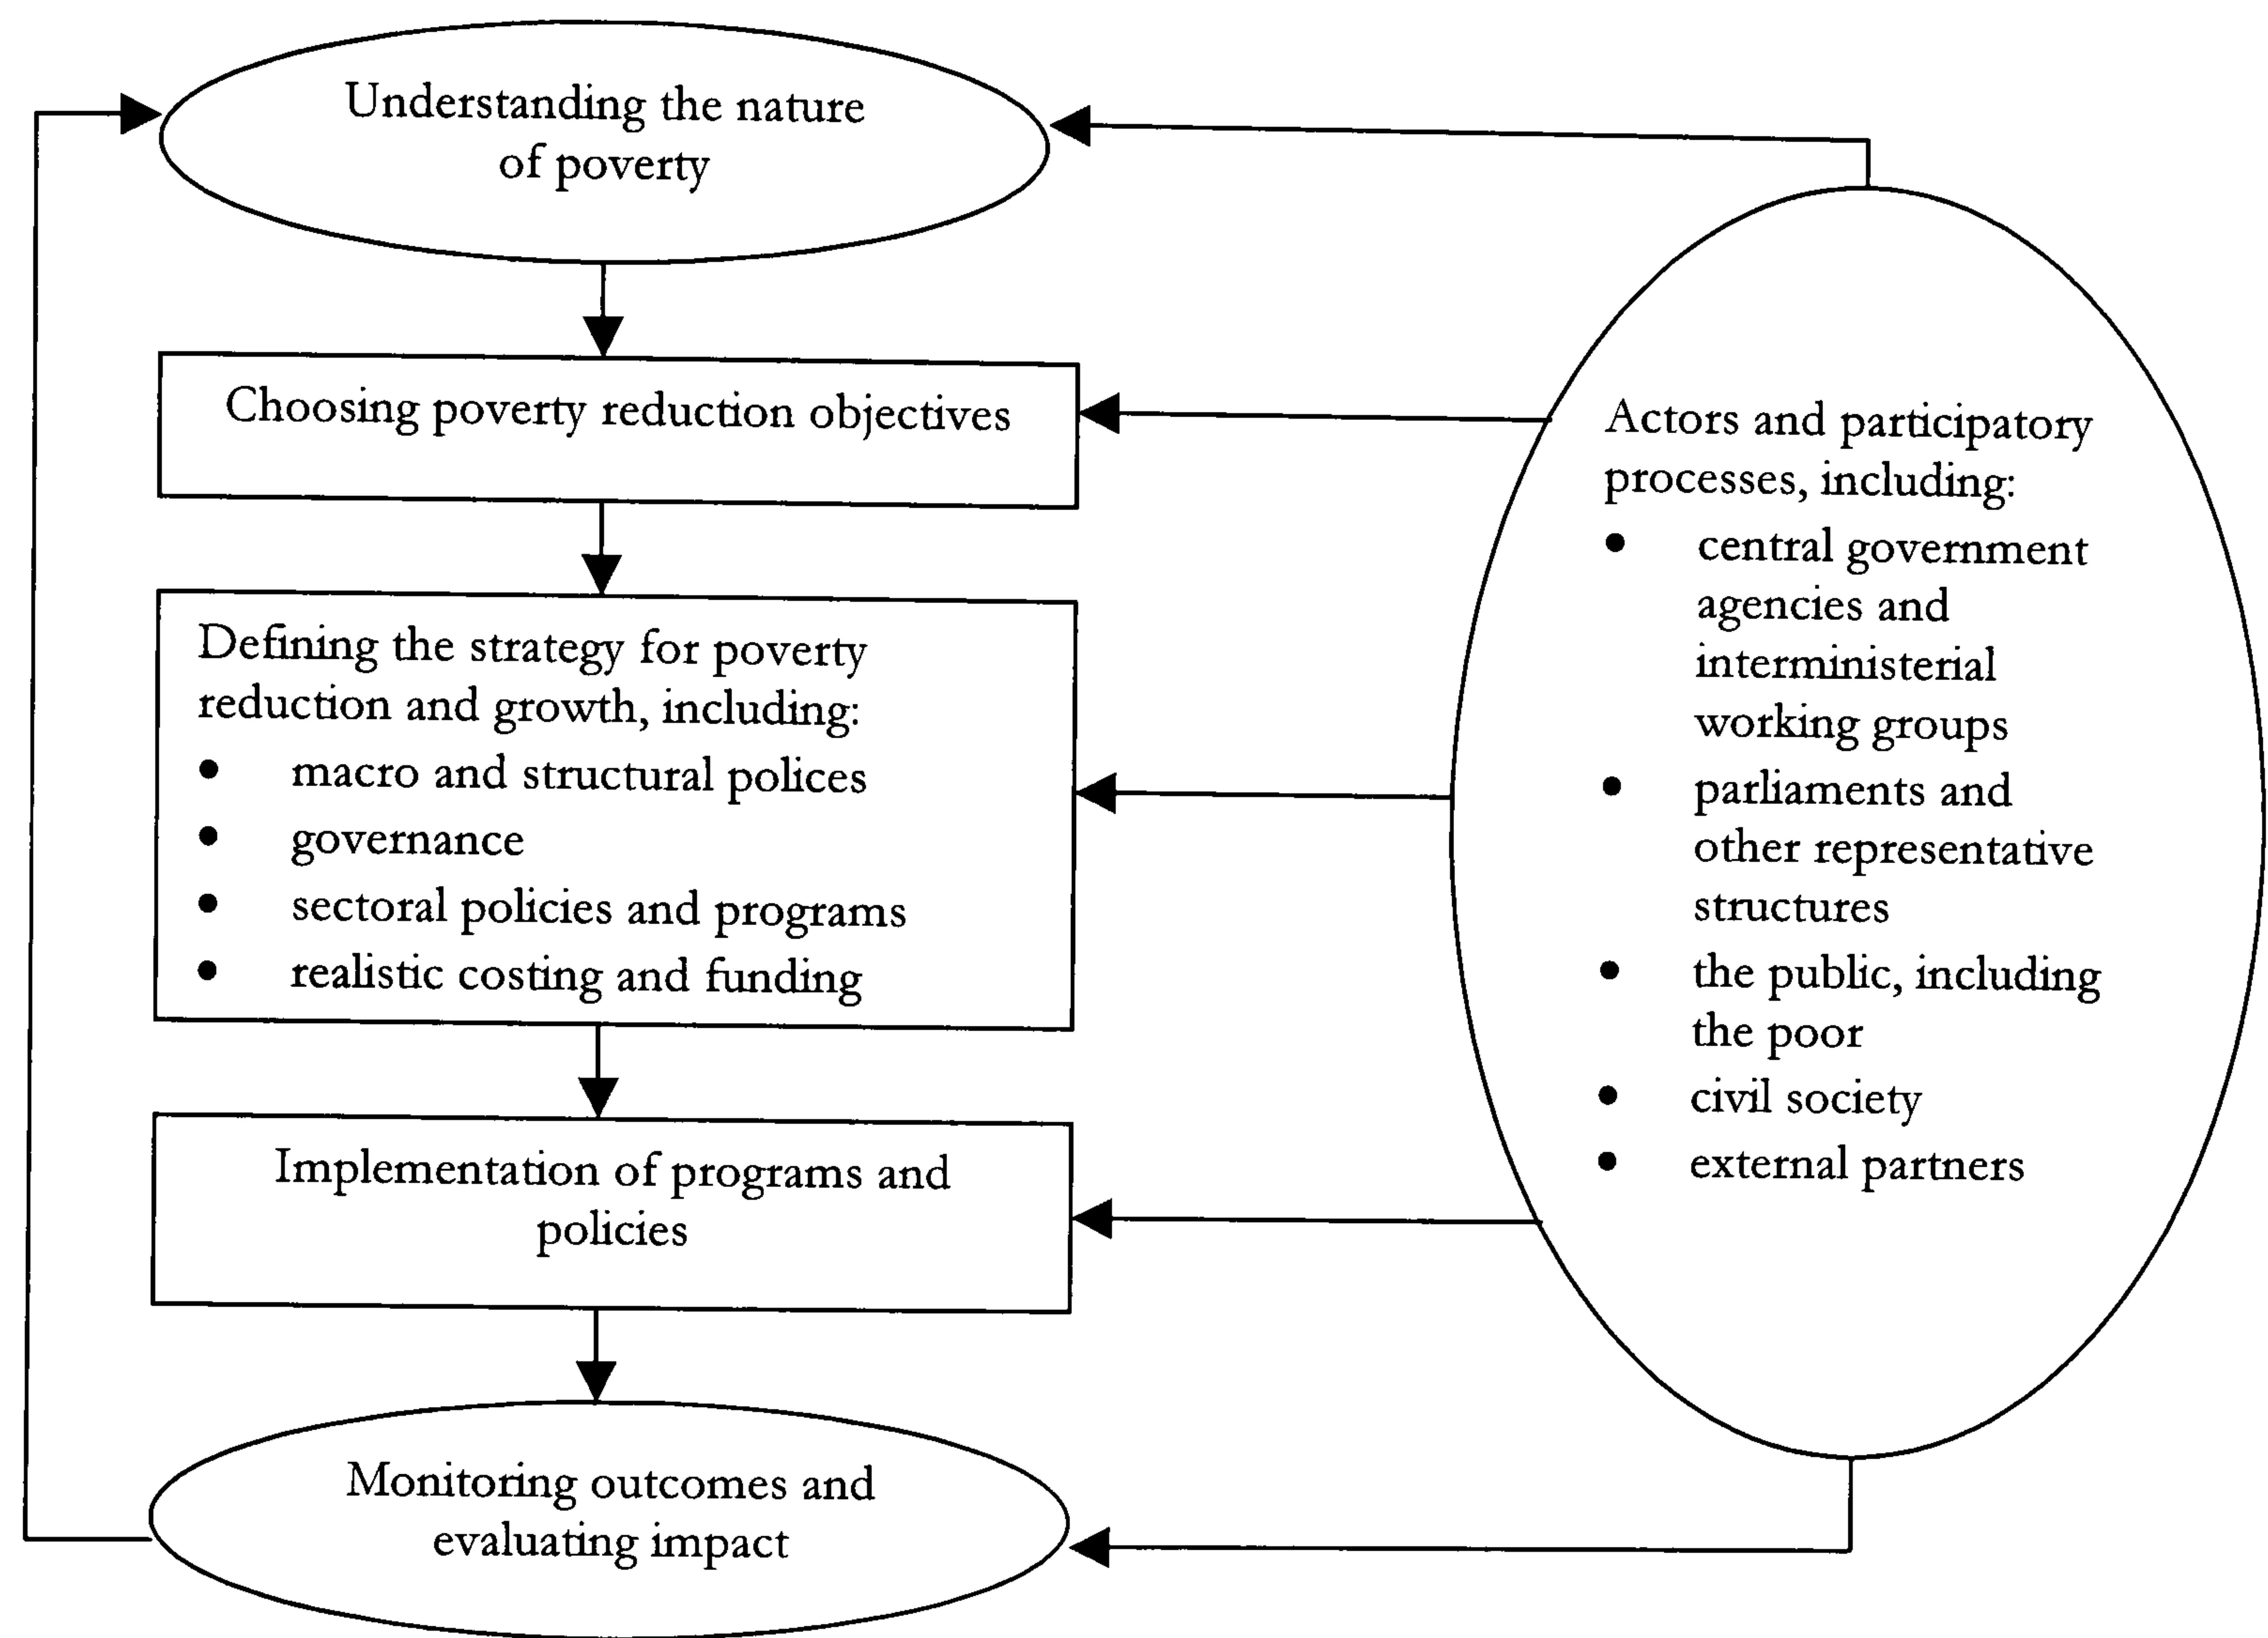 Understanding the nature
of poverty
Choosing poverty reduction objectives
Defining the strategy for poverty
reduction and growth, including:
• macro and structural polices
• governance
• sectoral policies and programs
• realistic costing and funding
Implementation of programs and
policies
Monitoring outcomes and
evaluating impact
Actors and participatory
processes, including:
• central government
agencies and
interministerial
working groups
• parliaments and
other representative
structures
• the public, including
the poor
• civil society
• external partners